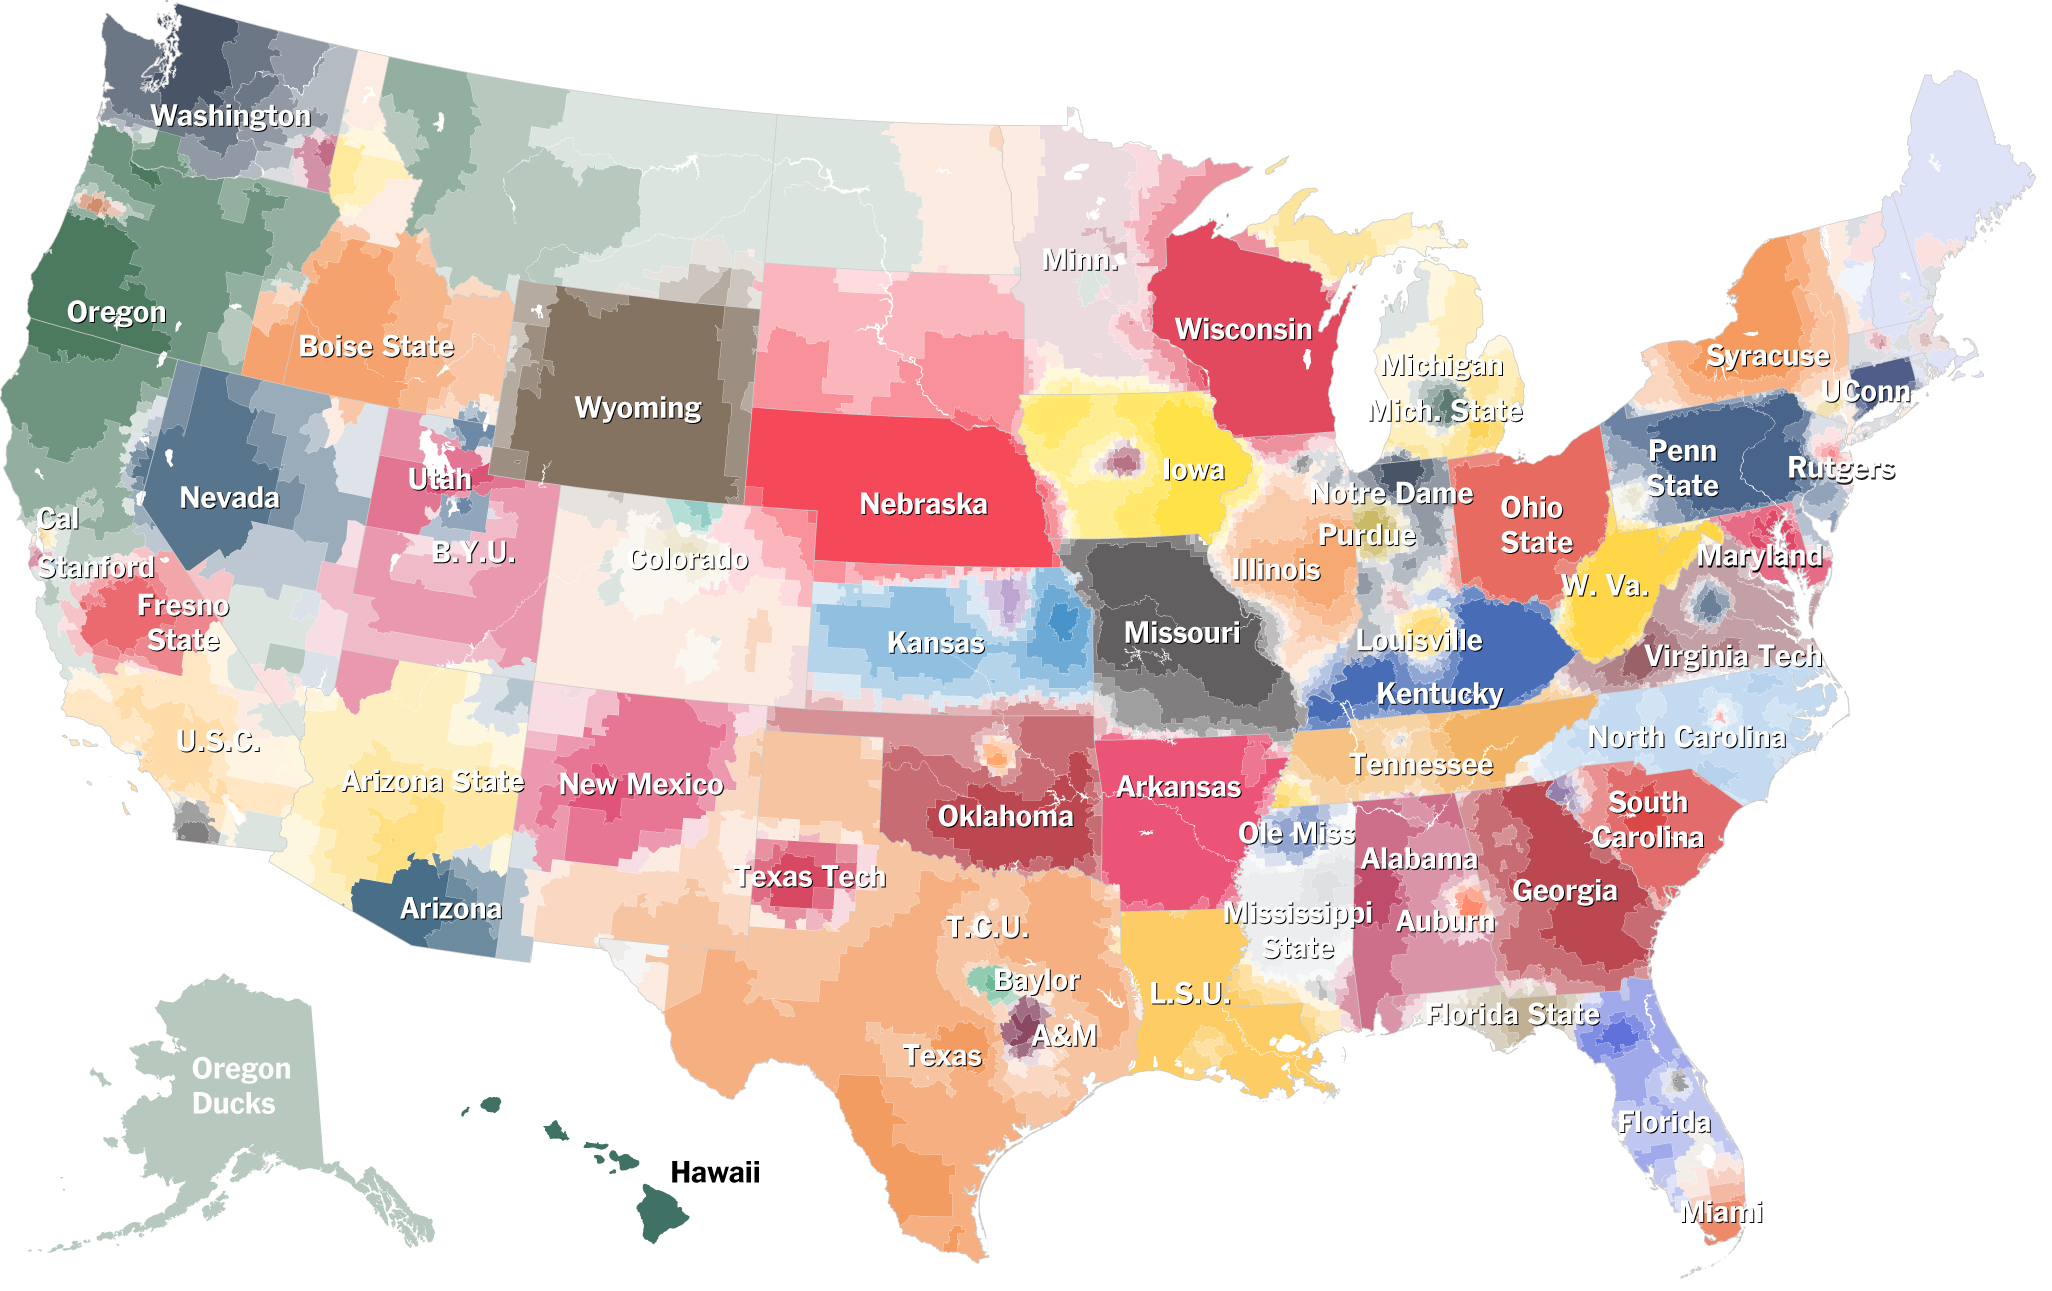 Washington
Oregon
Boise State
Minn.
Wisconsin
Michigan
Mich. State
Syracuse
UConn
Wyoming
Nebraska
Iowa
Penn
State
Rutgers
Nevada
Utah
B.Y.U.
Cal
Stanford
Fresno
State
Colorado
Kansas
Missouri
Illinois
Notre Dame
Purdue
Ohio
State
W. Va.
Maryland
Louisville
Kentucky
Virginia Tech
North Carolina
Tennessee
U.S.C.
Arizona State
Arizona
New Mexico
Oklahoma
Arkansas
Ole Miss
Mississippi
State
Alabama
Auburn
Georgia
South
Carolina
Texas Tech
T.C.U.
Baylor
A&M
Texas
L.S.U.
Florida State
Florida
Miami
Oregon
Ducks
Hawaii